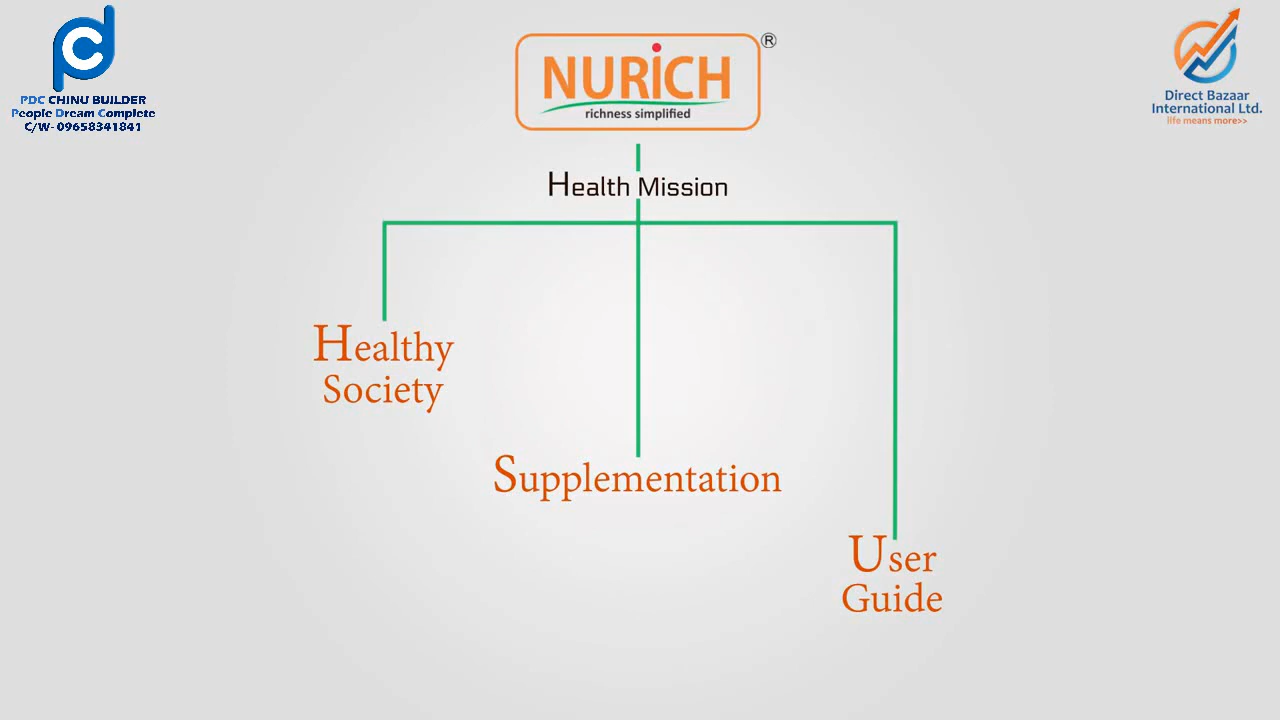 PDC CHINU BUILDER
People Dream Complete
C/W- 09658341841
NURiCH ®
richness simplified
Direct Bazaar
International Ltd.
life means more>>
Health Mission
Healthy
Society
Supplementation
User
Guide